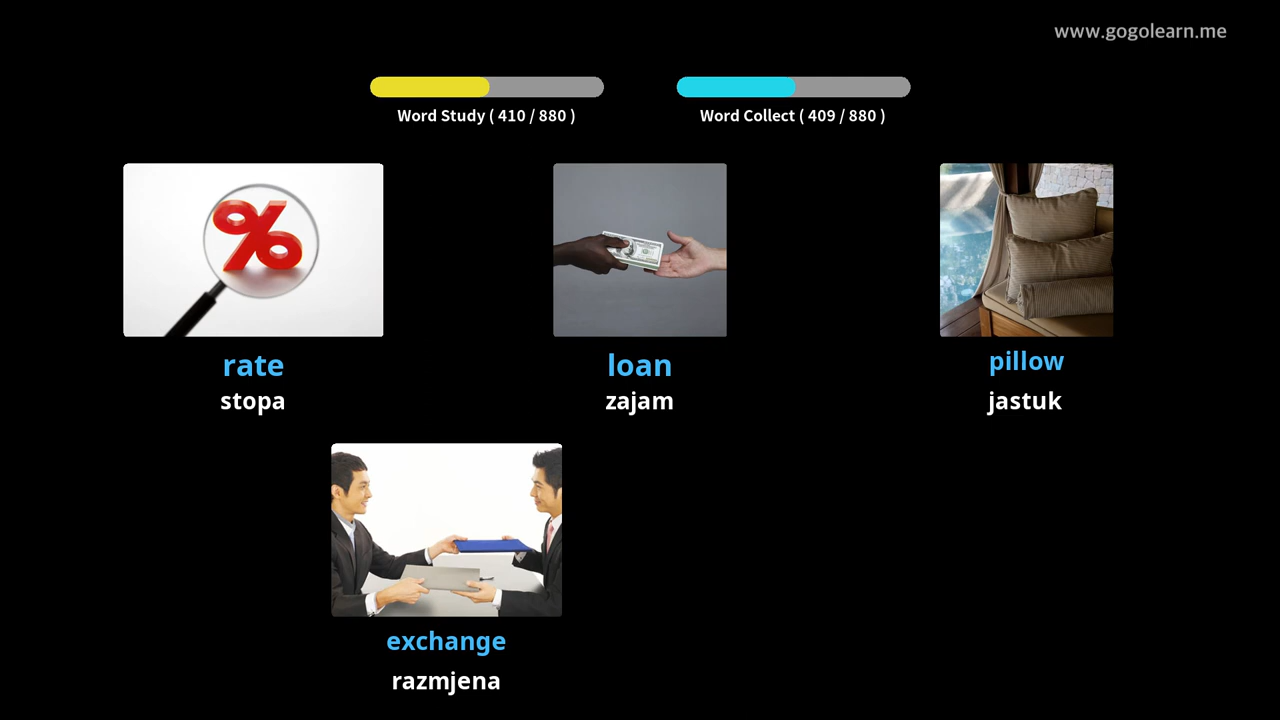 www.gogolearn.me
Word Study ( 410 / 880 )
Word Collect ( 409 / 880 )
rate
stopa
loan
zajam
pillow
jastuk
exchange
razmjena